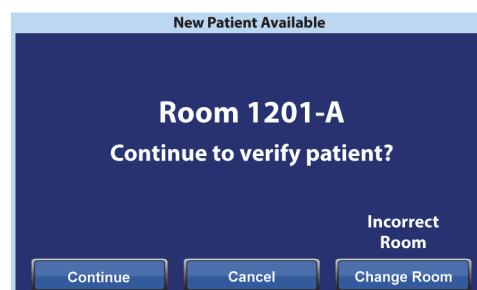 New Patient Available
Room 1201-A
Continue to verify patient?
Incorrect
Room
Continue
Cancel
Change Room